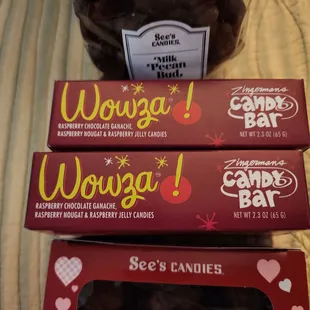 See's
CANDIES.
Milk
Pecan
Bud
Wowza!
RASPBERRY CHOCOLATE GANACHE,
RASPBERRY NOUGAT & RASPBERRY JELLY CANDIES
Zingerman's
CANDY
BAR
NET WT 2.3 OZ (65 G)
Wowza!
RASPBERRY CHOCOLATE GANACHE,
RASPBERRY NOUGAT & RASPBERRY JELLY CANDIES
Zingerman's
CANDY
BAR
NET WT 2.3 OZ (65 G)
See's CANDIES.